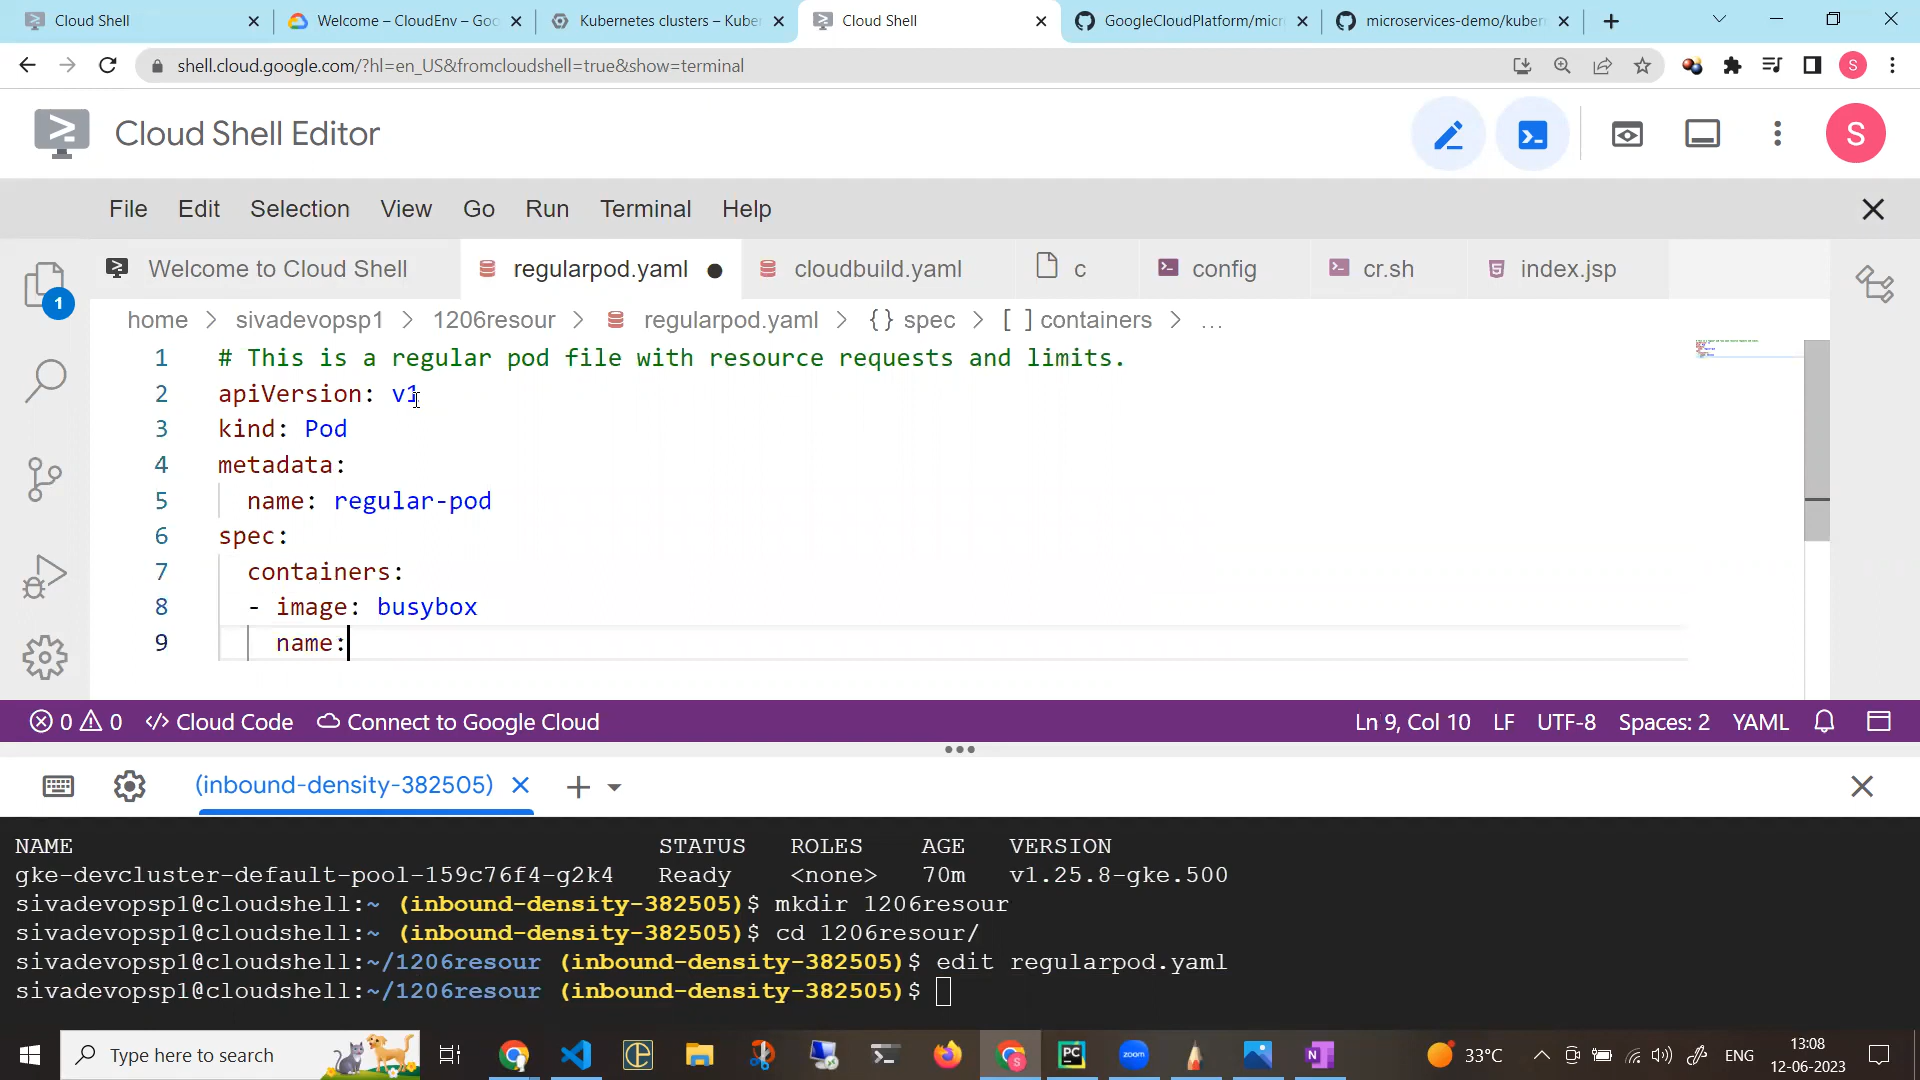 Cloud Shell
Welcome – CloudEnv – Goo
Kubernetes clusters – Kuber
Cloud Shell
GoogleCloudPlatform/micr
microservices-demo/kubern
shell.cloud.google.com/?hl=en_US&fromcloudshell=true&show=terminal
S
Cloud Shell Editor
S
File Edit Selection View Go Run Terminal Help
1
Welcome to Cloud Shell
regularpod.yaml
cloudbuild.yaml
c
config
cr.sh
index.jsp
home > sivadevopsp1 > 1206resour > regularpod.yaml > {} spec > [ ] containers > ...
1 # This is a regular pod file with resource requests and limits.
2 apiVersion: v1
3 kind: Pod
4 metadata:
5 name: regular-pod
6 spec:
7 containers:
8 - image: busybox
9 name:
0 0 </> Cloud Code Connect to Google Cloud Ln 9, Col 10 LF UTF-8 Spaces: 2 YAML
(inbound-density-382505)
NAME STATUS ROLES AGE VERSION
gke-devcluster-default-pool-159c76f4-g2k4 Ready <none> 70m v1.25.8-gke.500
sivadevopsp1@cloudshell:~ (inbound-density-382505)$ mkdir 1206resour
sivadevopsp1@cloudshell:~ (inbound-density-382505)$ cd 1206resour/
sivadevopsp1@cloudshell:~/1206resour (inbound-density-382505)$ edit regularpod.yaml
sivadevopsp1@cloudshell:~/1206resour (inbound-density-382505)$
Type here to search
PC
zoom
S
N
33°C
ENG
13:08
12-06-2023